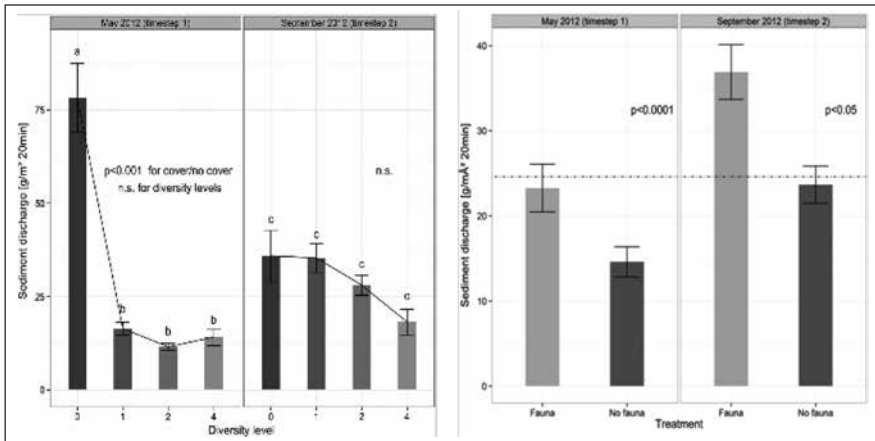 May 2012 (timestep 1)
September 2012 (timestep 2)
Sediment discharge [g/m² 20min]
75
50
25
0
a
b
b
b
p<0.001 for cover/no cover
n.s. for diversity levels
c
c
c
c
n.s.
0
1
2
4
0
1
2
4
Diversity level
May 2012 (timestep 1)
September 2012 (timestep 2)
Sediment discharge [g/mÂ² 20min]
40
30
20
10
0
p<0.0001
p<0.05
Fauna
No fauna
Fauna
No fauna
Treatment